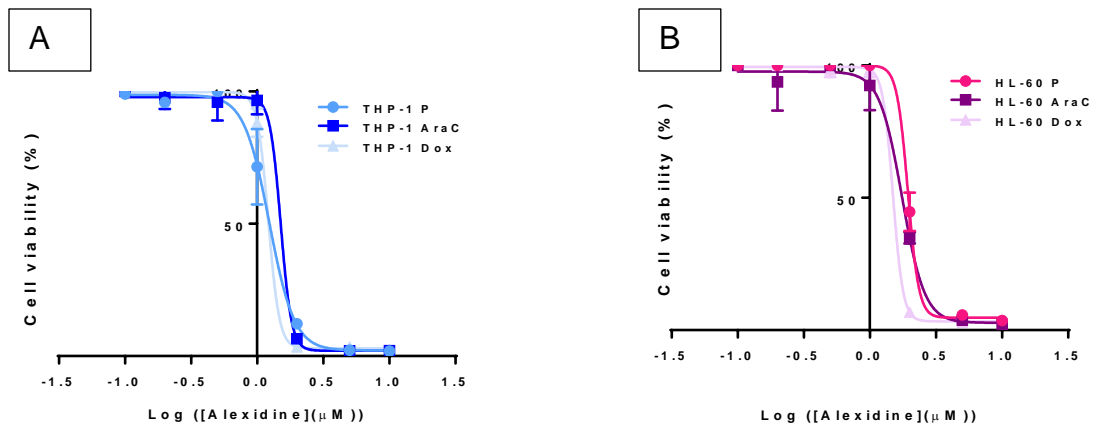 A
100
50
Cell viability (%)
THP-1 P
THP-1 AraC
THP-1 Dox
-1.5 -1.0 -0.5 0.0 0.5 1.0 1.5
Log ([Alexidine](μM))
B
100
50
Cell viability (%)
HL-60 P
HL-60 AraC
HL-60 Dox
-1.5 -1.0 -0.5 0.0 0.5 1.0 1.5
Log ([Alexidine](μM))